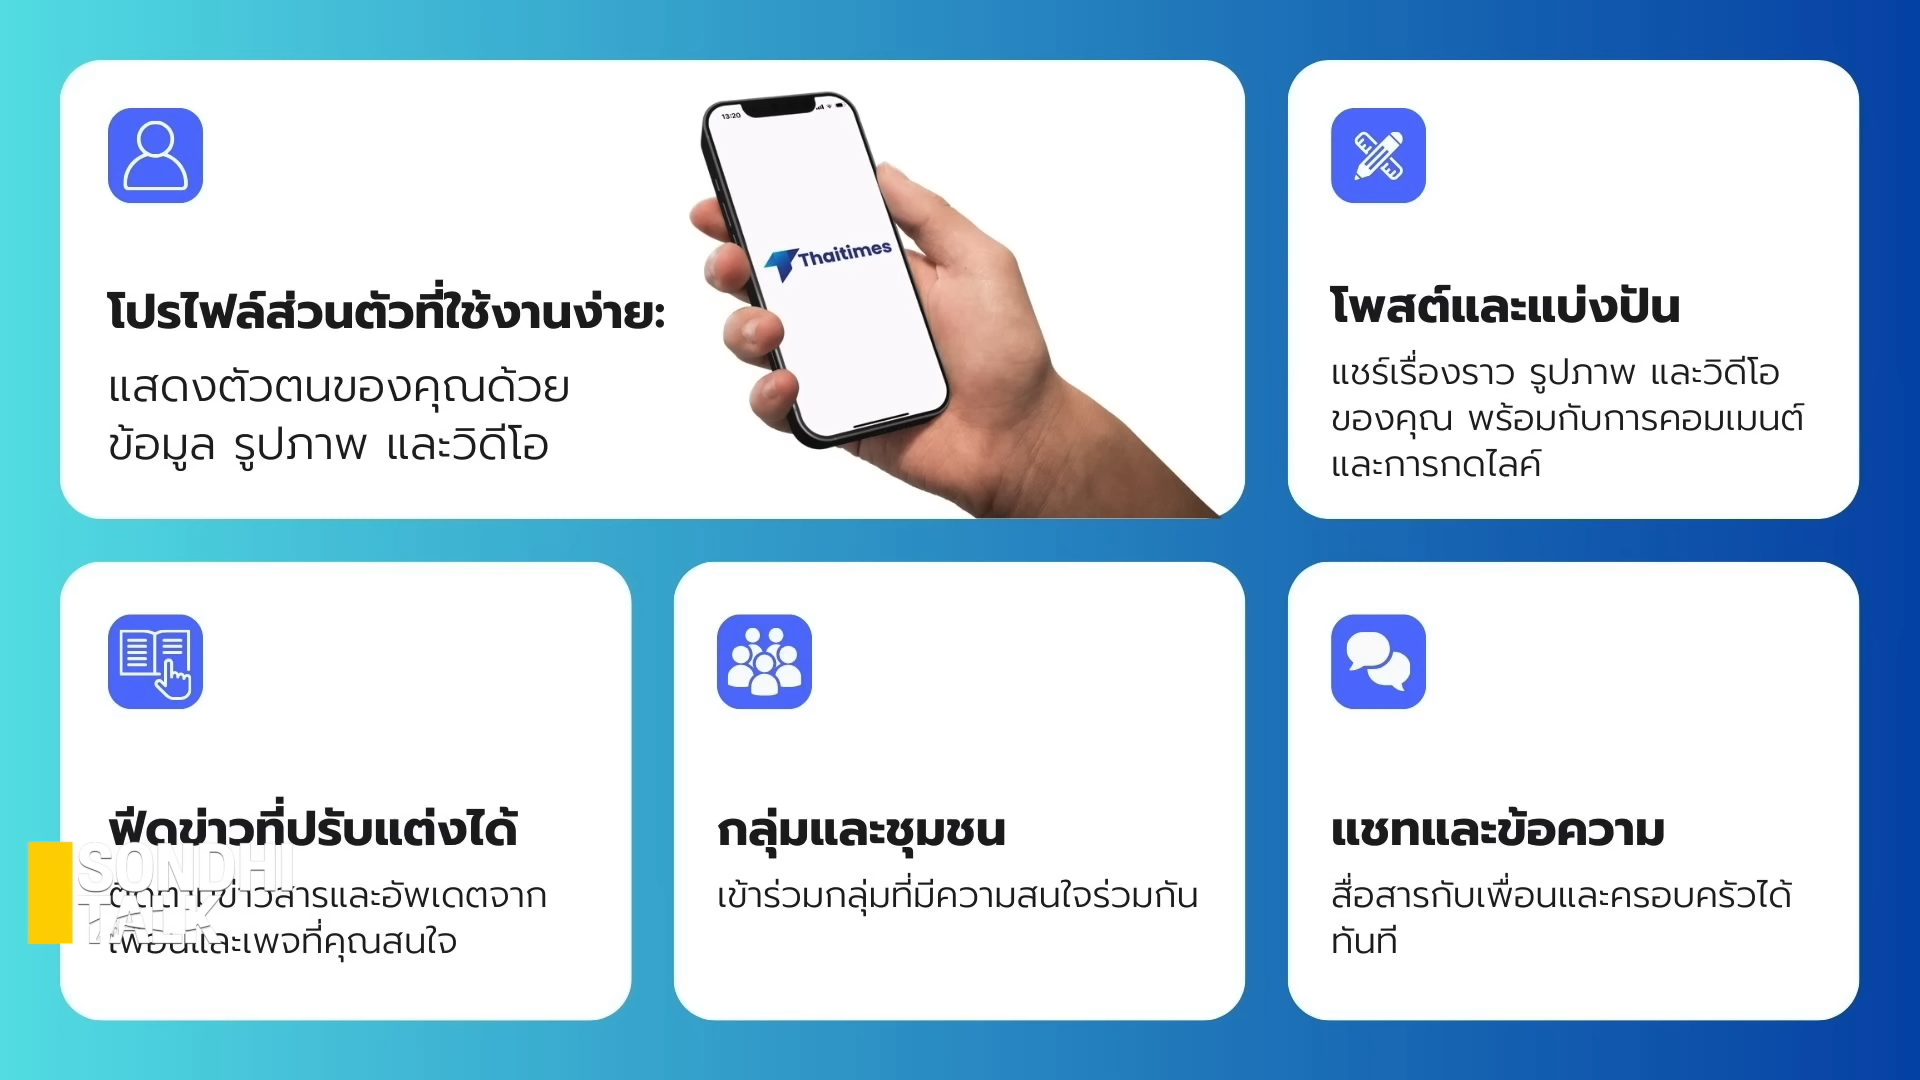 13:20
Thaitimes
โปรไฟล์ส่วนตัวที่ใช้งานง่าย:
แสดงตัวตนของคุณด้วย
ข้อมูล รูปภาพ และวิดีโอ
โพสต์และแบ่งปัน
แชร์เรื่องราว รูปภาพ และวิดีโอ
ของคุณ พร้อมกับการคอมเมนต์
และการกดไลค์
ฟีดข่าวที่ปรับแต่งได้
ติดตามข่าวสารและอัพเดตจาก
เพื่อนและเพจที่คุณสนใจ
SONDHI
TALK
กลุ่มและชุมชน
เข้าร่วมกลุ่มที่มีความสนใจร่วมกัน
แชทและข้อความ
สื่อสารกับเพื่อนและครอบครัวได้
ทันที